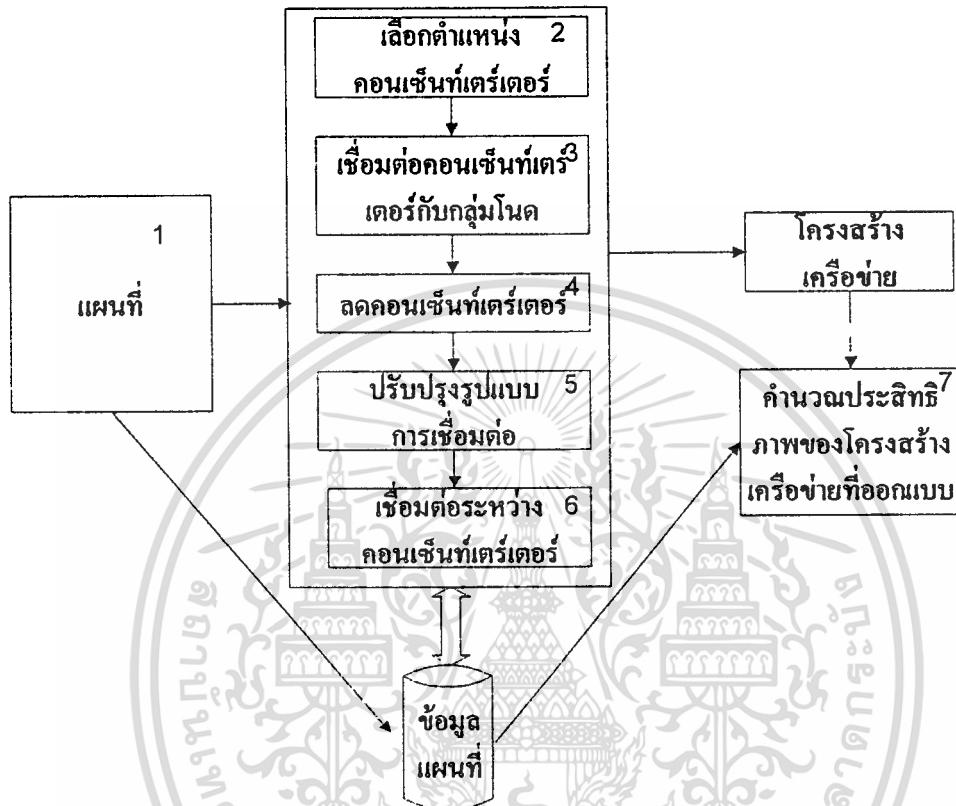 1
แผนที่
เลือกตำแหน่ง 2
คอนเซ็นท์เตร์เตอร์
เชื่อมต่อคอนเซ็นท์เตร์ 3
เตอร์กับกลุ่มโนด
ลดคอนเซ็นท์เตร์เตอร์ 4
ปรับปรุงรูปแบบ 5
การเชื่อมต่อ
เชื่อมต่อระหว่าง 6
คอนเซ็นท์เตร์เตอร์
ข้อมูล
แผนที่
โครงสร้าง
เครือข่าย
คำนวณประสิทธิ 7
ภาพของโครงสร้าง
เครือข่ายที่ออกแบบ